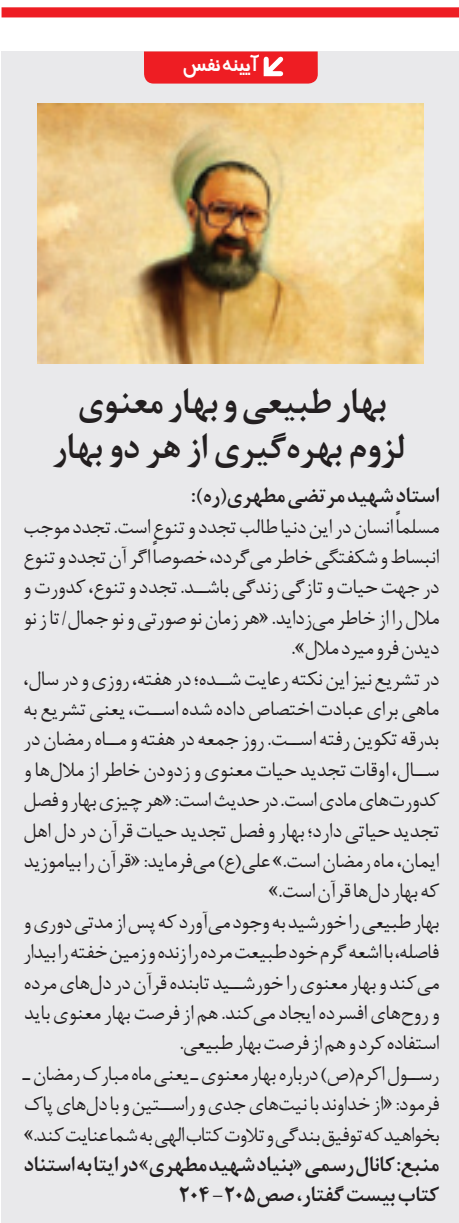 آیینه نفس
بهار طبیعی و بهار معنوی
لزوم بهره‌گیری از هر دو بهار
استاد شهید مرتضی مطهری(ره):
مسلماً انسان در این دنیا طالب تجدد و تنوع است. تجدد موجب
انبساط و شکفتگی خاطر می‌گردد، خصوصاً اگر آن تجدد و تنوع
در جهت حیات و تازگی زندگی باشد. تجدد و تنوع، کدورت و
ملال را از خاطر می‌زداید. «هر زمان نو صورتی و نو جمال/ تا ز نو
دیدن فرو میرد ملال».
در تشریع نیز این نکته رعایت شده؛ در هفته، روزی و در سال،
ماهی برای عبادت اختصاص داده شده است، یعنی تشریع به
بدرقه تکوین رفته است. روز جمعه در هفته و ماه رمضان در
سال، اوقات تجدید حیات معنوی و زدودن خاطر از ملال‌ها و
کدورت‌های مادی است. در حدیث است: «هر چیزی بهار و فصل
تجدید حیاتی دارد؛ بهار و فصل تجدید حیات قرآن در دل اهل
ایمان، ماه رمضان است.» علی(ع) می‌فرماید: «قرآن را بیاموزید
که بهار دل‌ها قرآن است.»
بهار طبیعی را خورشید به وجود می‌آورد که پس از مدتی دوری و
فاصله، با اشعه گرم خود طبیعت مرده را زنده و زمین خفته را بیدار
می‌کند و بهار معنوی را خورشید تابنده قرآن در دل‌های مرده
و روح‌های افسرده ایجاد می‌کند. هم از فرصت بهار معنوی باید
استفاده کرد و هم از فرصت بهار طبیعی.
رسول اکرم(ص) درباره بهار معنوی ـ یعنی ماه مبارک رمضان ـ
فرمود: «از خداوند با نیت‌های جدی و راستین و با دل‌های پاک
بخواهید که توفیق بندگی و تلاوت کتاب الهی به شما عنایت کند.»
منبع: کانال رسمی «بنیاد شهید مطهری» در ایتا به استناد
کتاب بیست گفتار، صص ۲۰۵ - ۲۰۴